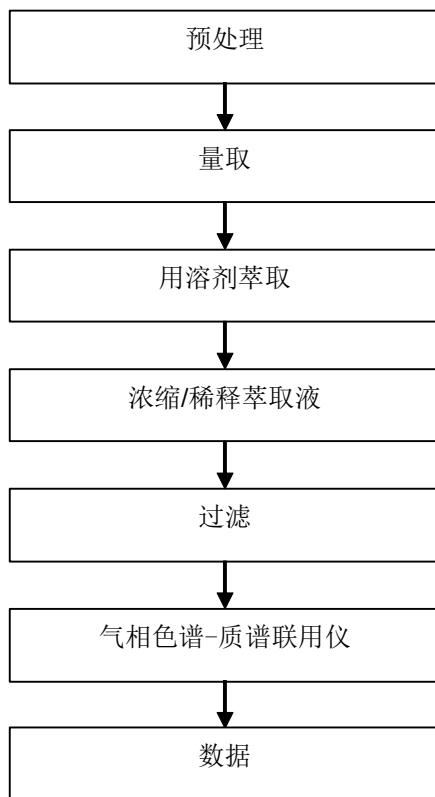 预处理
量取
用溶剂萃取
浓缩/稀释萃取液
过滤
气相色谱-质谱联用仪
数据